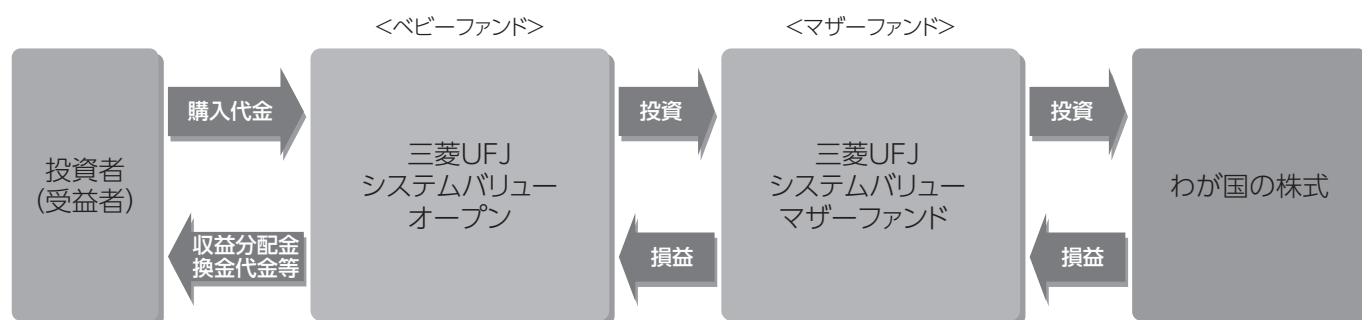 <ベビーファンド>
<マザーファンド>
投資者
(受益者)
購入代金
収益分配金
換金代金等
三菱UFJ
システムバリュー
オープン
投資
損益
三菱UFJ
システムバリュー
マザーファンド
投資
損益
わが国の株式